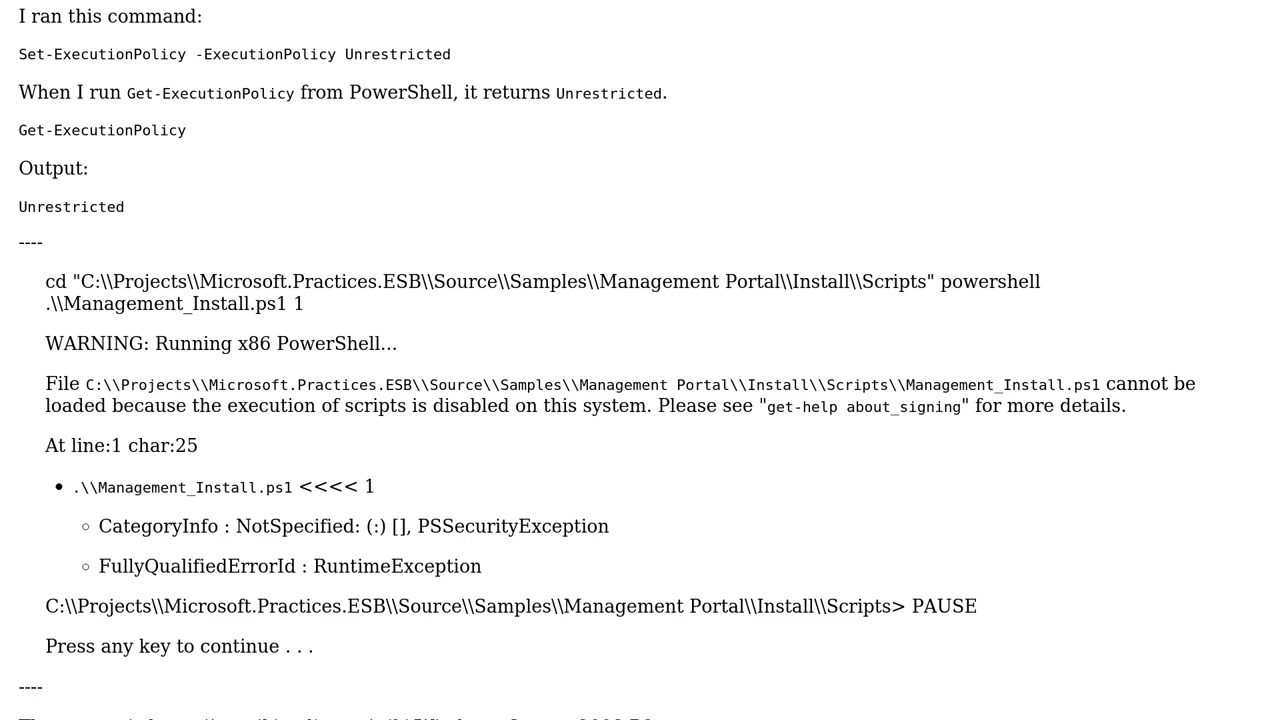 I ran this command:
Set-ExecutionPolicy -ExecutionPolicy Unrestricted
When I run Get-ExecutionPolicy from PowerShell, it returns Unrestricted.
Get-ExecutionPolicy
Output:
Unrestricted
----
cd "C:\\Projects\\Microsoft.Practices.ESB\\Source\\Samples\\Management Portal\\Install\\Scripts" powershell
.\\Management_Install.ps1 1
WARNING: Running x86 PowerShell...
File C:\\Projects\\Microsoft.Practices.ESB\\Source\\Samples\\Management Portal\\Install\\Scripts\\Management_Install.ps1 cannot be
loaded because the execution of scripts is disabled on this system. Please see "get-help about_signing" for more details.
At line:1 char:25
• .\\Management_Install.ps1 <<<< 1
◦ CategoryInfo : NotSpecified: (:) [], PSSecurityException
◦ FullyQualifiedErrorId : RuntimeException
C:\\Projects\\Microsoft.Practices.ESB\\Source\\Samples\\Management Portal\\Install\\Scripts> PAUSE
Press any key to continue . . .
----